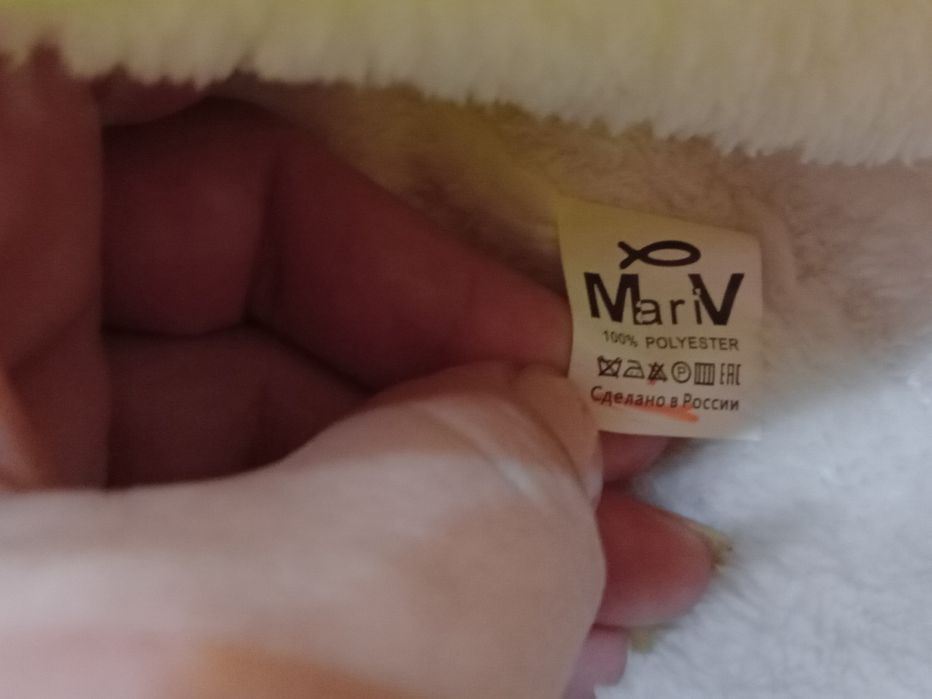 MariV
100% POLYESTER
EAC
Сделано в России